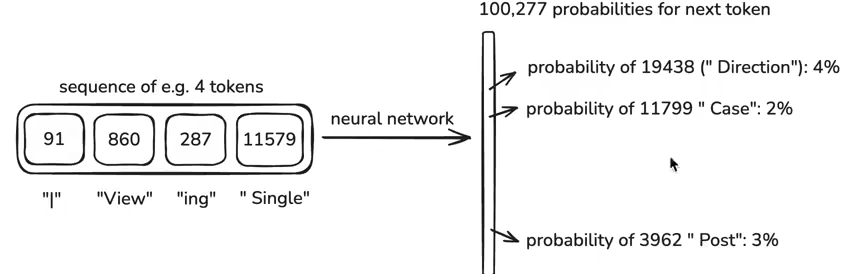 100,277 probabilities for next token
probability of 19438 (" Direction"): 4%
sequence of e.g. 4 tokens
probability of 11799 " Case": 2%
neural network
91 860 287 11579
"|" "View" "ing" " Single"
probability of 3962 " Post": 3%